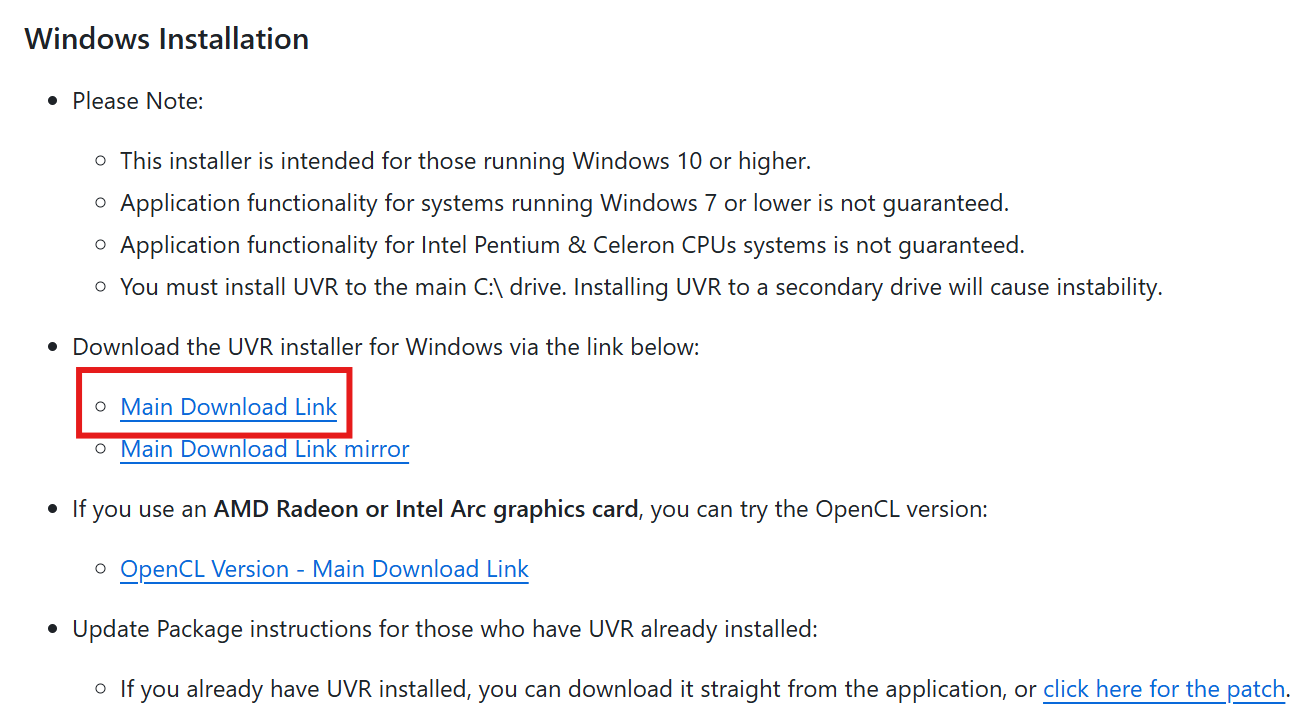 Windows Installation
Please Note:
This installer is intended for those running Windows 10 or higher.
Application functionality for systems running Windows 7 or lower is not guaranteed.
Application functionality for Intel Pentium & Celeron CPUs systems is not guaranteed.
You must install UVR to the main C:\ drive. Installing UVR to a secondary drive will cause instability.
Download the UVR installer for Windows via the link below:
Main Download Link
Main Download Link mirror
If you use an AMD Radeon or Intel Arc graphics card, you can try the OpenCL version:
OpenCL Version - Main Download Link
Update Package instructions for those who have UVR already installed:
If you already have UVR installed, you can download it straight from the application, or click here for the patch.